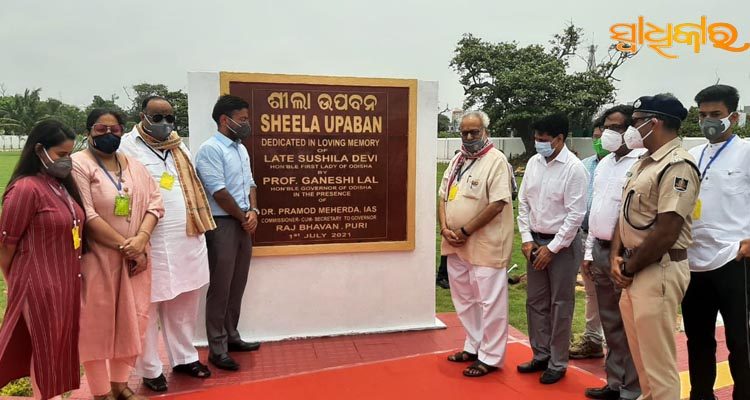 ସ୍ୱାଧିକାର
ଶୀଲା ଉପବନ
SHEELA UPABAN
DEDICATED IN LOVING MEMORY
OF
LATE SUSHILA DEVI
HON'BLE FIRST LADY OF ODISHA
BY
PROF. GANESHI LAL
HON'BLE GOVERNOR OF ODISHA
IN THE PRESENCE OF
DR. PRAMOD MEHERDA, IAS
COMMISSIONER-CUM-SECRETARY TO GOVERNOR
RAJ BHAVAN, PURI
1ST JULY 2021